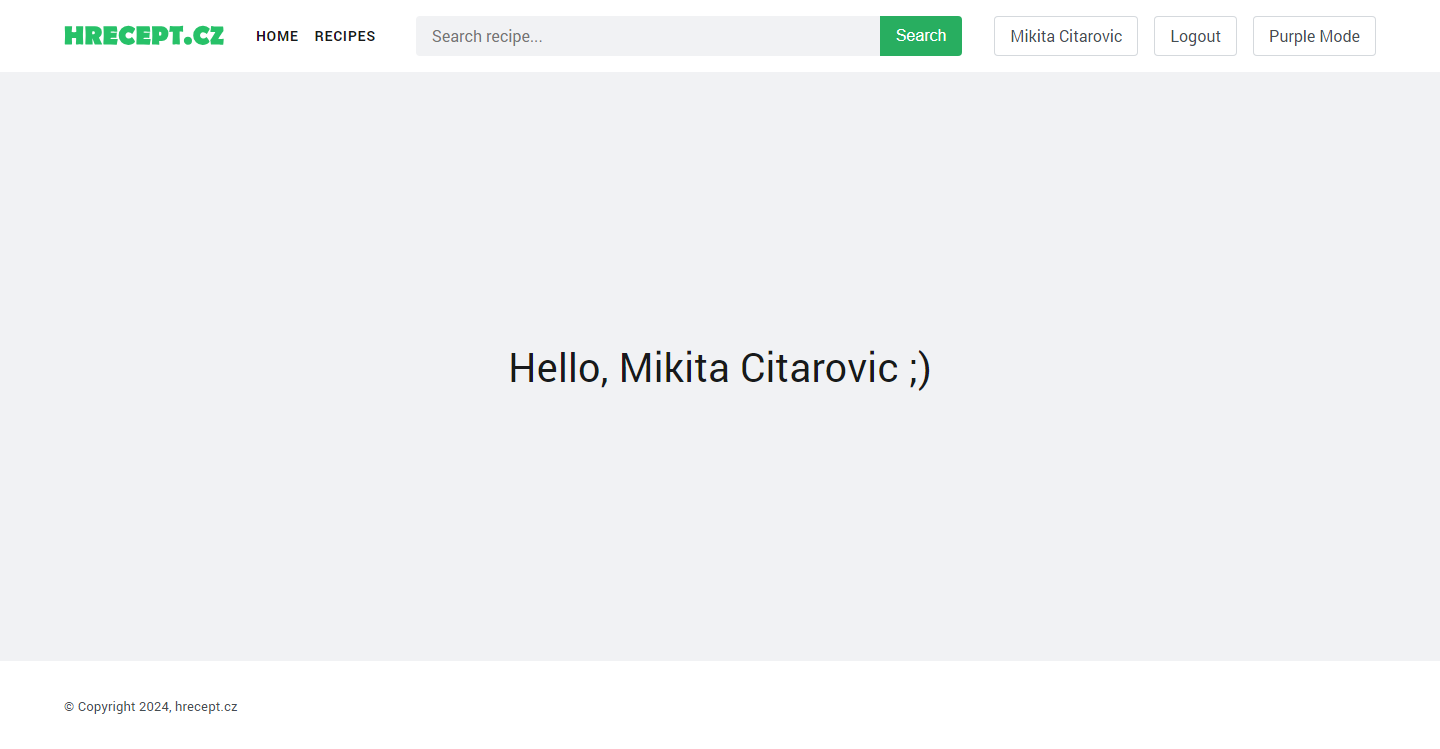 HRECEPT.CZ HOME RECIPES Search recipe... Search Mikita Citarovic Logout Purple Mode
Hello, Mikita Citarovic ;)
© Copyright 2024, hrecept.cz